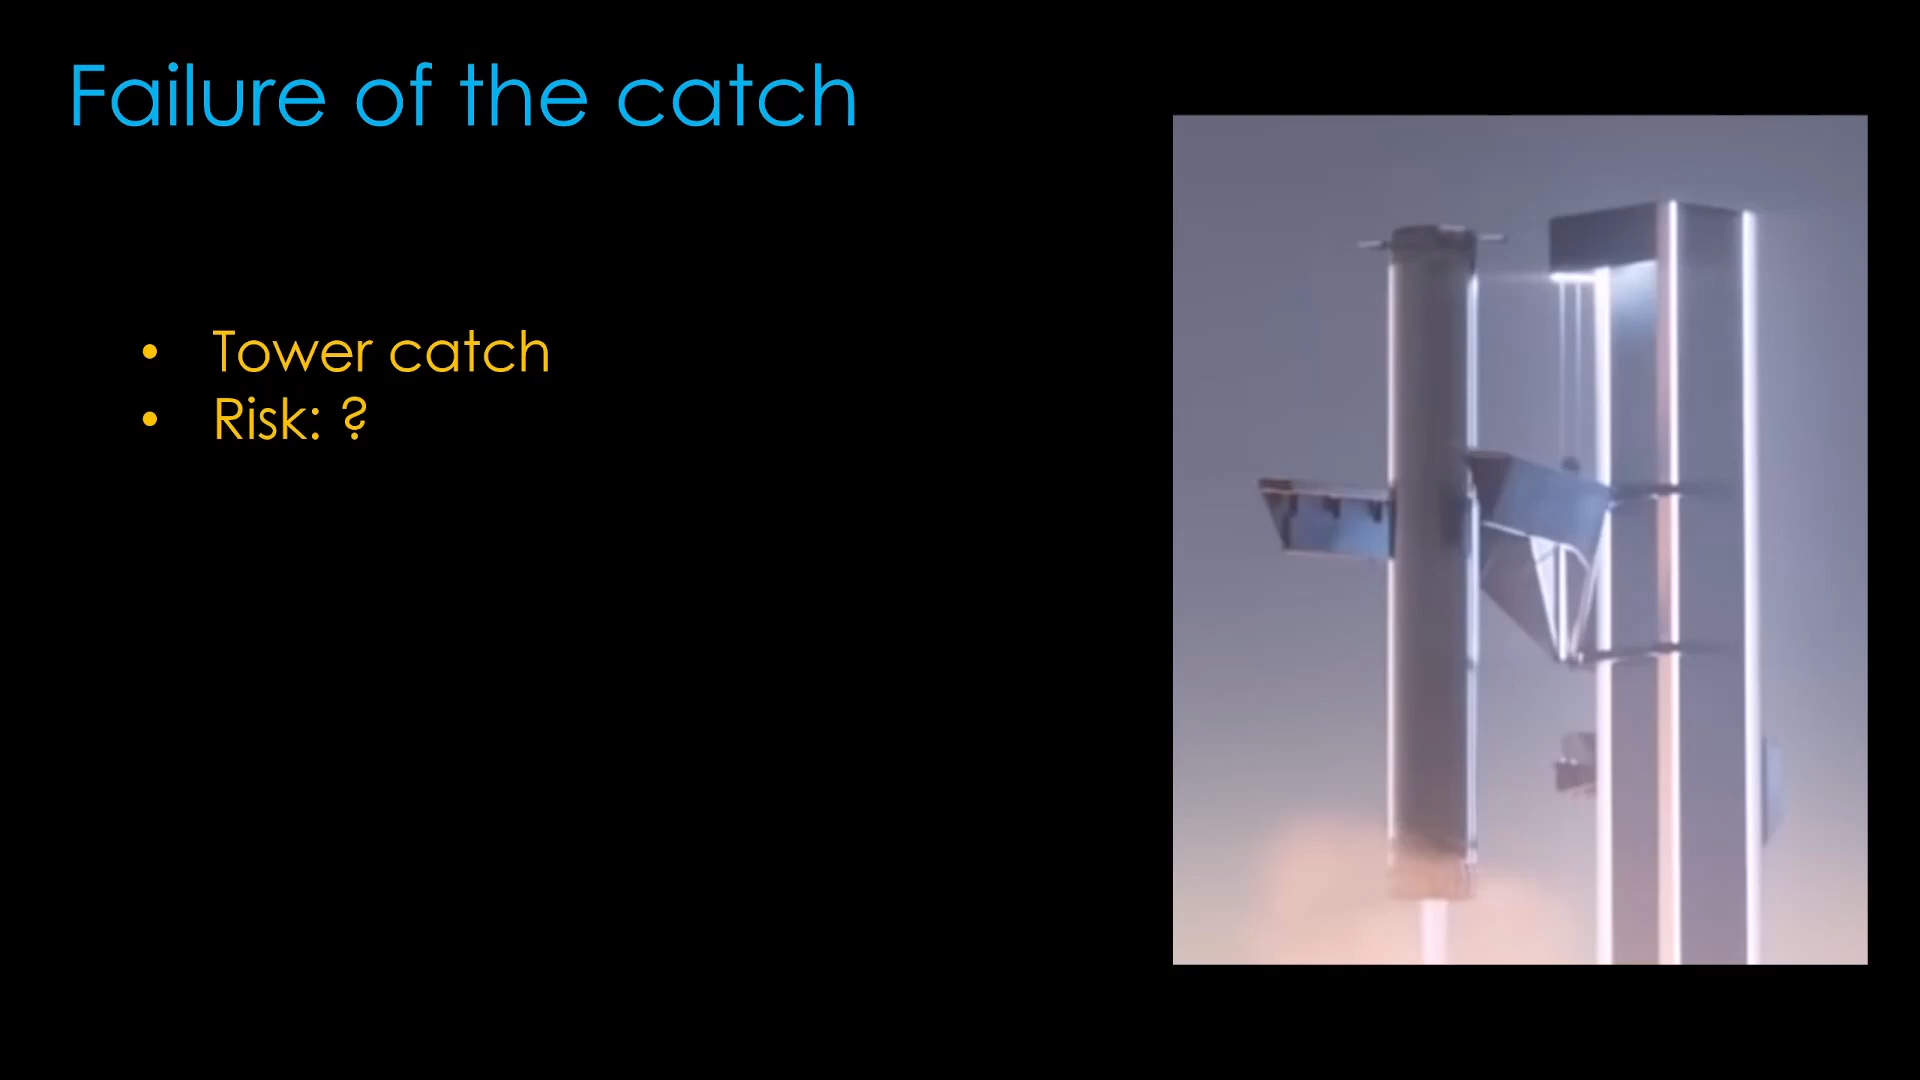 Failure of the catch
• Tower catch
• Risk: ?